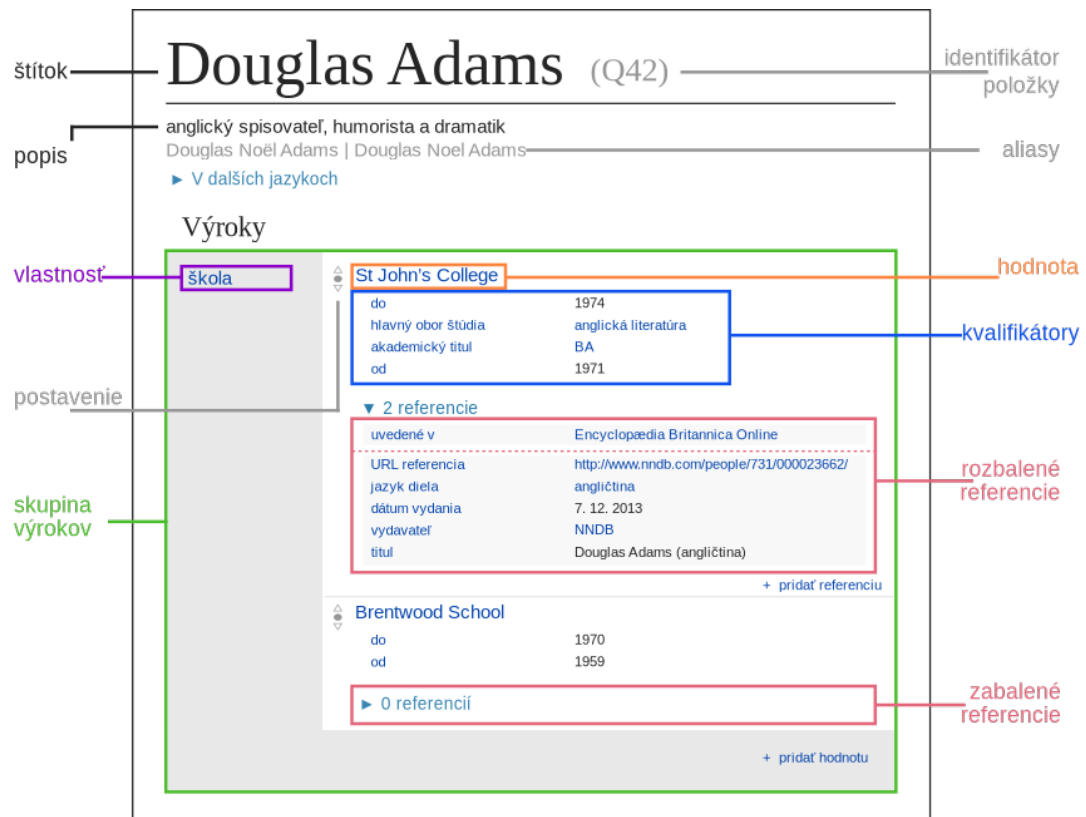 štítok
Douglas Adams (Q42)
identifikátor
položky
popis
anglický spisovateľ, humorista a dramatik
Douglas Noël Adams | Douglas Noel Adams
aliasy
► V dalších jazykoch
Výroky
vlastnosť
škola
St John's College
hodnota
do 1974
hlavný obor štúdia anglická literatúra
akademický titul BA
od 1971
kvalifikátory
postavenie
▼ 2 referencie
uvedené v Encyclopædia Britannica Online
URL referencia http://www.nndb.com/people/731/000023662/
jazyk diela angličtina
dátum vydania 7. 12. 2013
vydavateľ NNDB
titul Douglas Adams (angličtina)
rozbalené
referencie
skupina
výrokov
+ pridať referenciu
Brentwood School
do 1970
od 1959
► 0 referencií
zabalené
referencie
+ pridať hodnotu